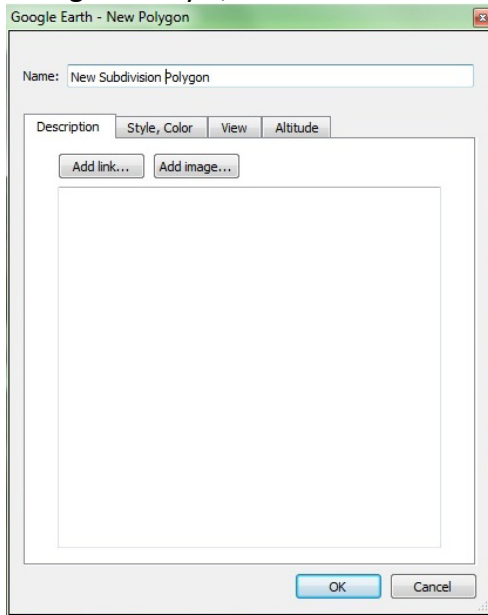 Google Earth - New Polygon
Name: New Subdivision Polygon
Description Style, Color View Altitude
Add link... Add image...
OK Cancel